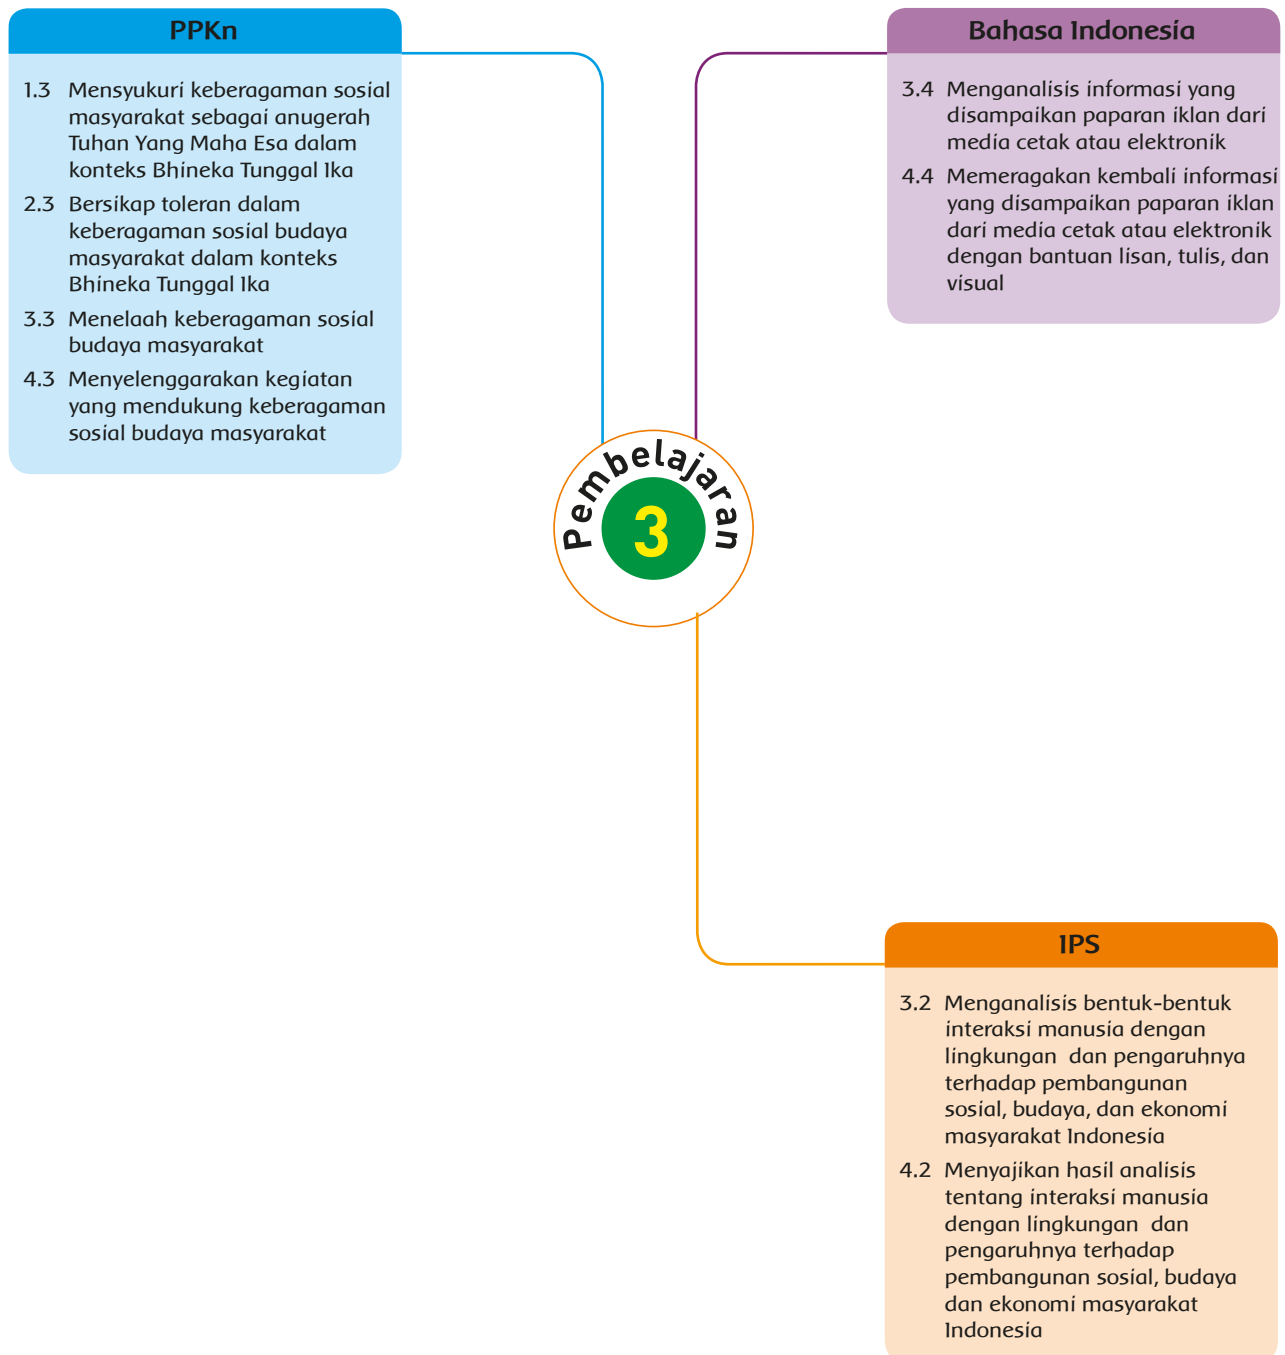 PPKn
1.3 Mensyukuri keberagaman sosial
masyarakat sebagai anugerah
Tuhan Yang Maha Esa dalam
konteks Bhineka Tunggal Ika
2.3 Bersikap toleran dalam
keberagaman sosial budaya
masyarakat dalam konteks
Bhineka Tunggal Ika
3.3 Menelaah keberagaman sosial
budaya masyarakat
4.3 Menyelenggarakan kegiatan
yang mendukung keberagaman
sosial budaya masyarakat
Bahasa Indonesia
3.4 Menganalisis informasi yang
disampaikan paparan iklan dari
media cetak atau elektronik
4.4 Memeragakan kembali informasi
yang disampaikan paparan iklan
dari media cetak atau elektronik
dengan bantuan lisan, tulis, dan
visual
Pembelajaran
3
IPS
3.2 Menganalisis bentuk-bentuk
interaksi manusia dengan
lingkungan dan pengaruhnya
terhadap pembangunan
sosial, budaya, dan ekonomi
masyarakat Indonesia
4.2 Menyajikan hasil analisis
tentang interaksi manusia
dengan lingkungan dan
pengaruhnya terhadap
pembangunan sosial, budaya
dan ekonomi masyarakat
Indonesia